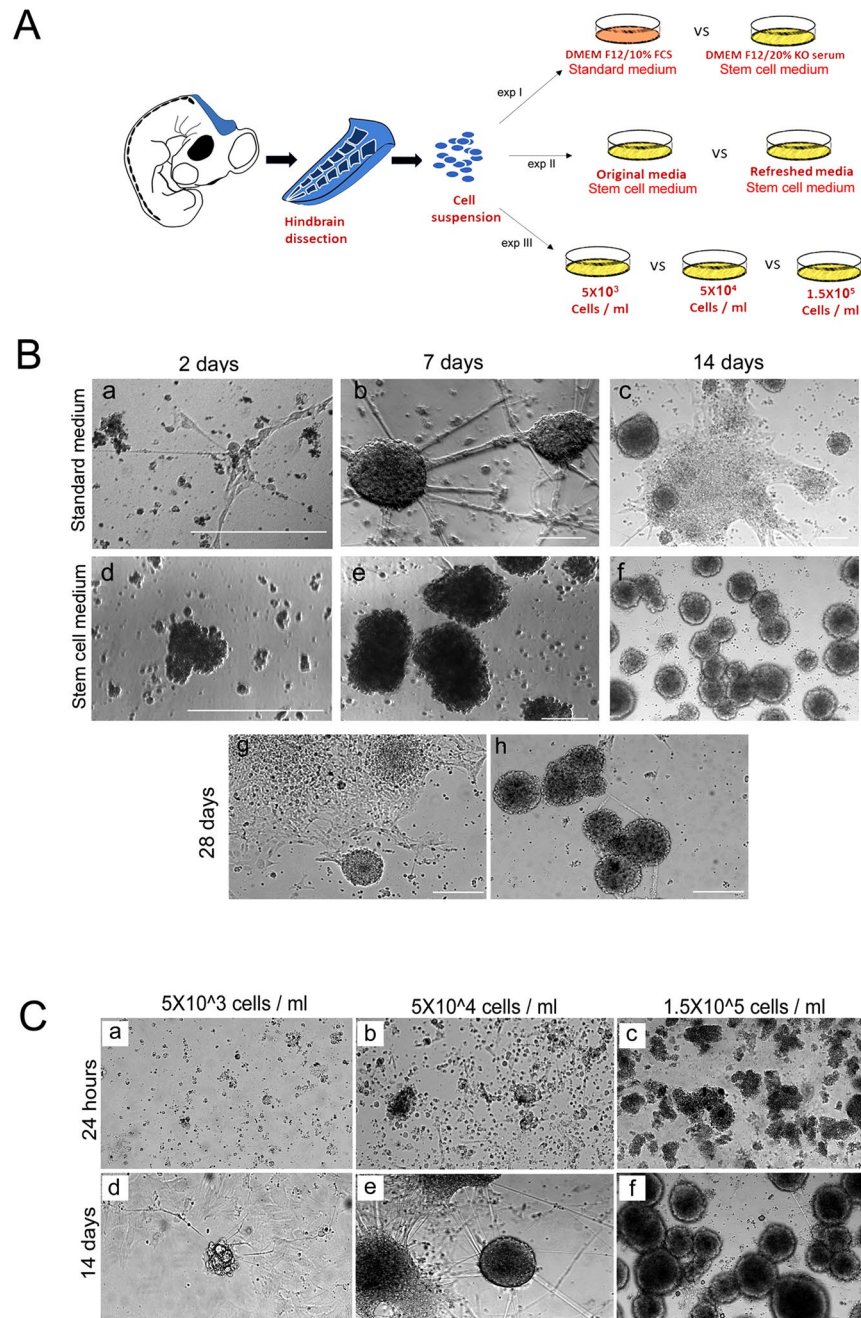 A
DMEM F12/10% FCS
Standard medium
vs
DMEM F12/20% KO serum
Stem cell medium
exp I
Hindbrain
dissection
Cell
suspension
exp II
Original media
Stem cell medium
vs
Refreshed media
Stem cell medium
exp III
5X10³
Cells / ml
vs
5X10⁴
Cells / ml
vs
1.5X10⁵
Cells / ml
B
2 days
7 days
14 days
Standard medium
a
b
c
Stem cell medium
d
e
f
28 days
g
h
C
5X10^3 cells / ml
5X10^4 cells / ml
1.5X10^5 cells / ml
24 hours
a
b
c
14 days
d
e
f